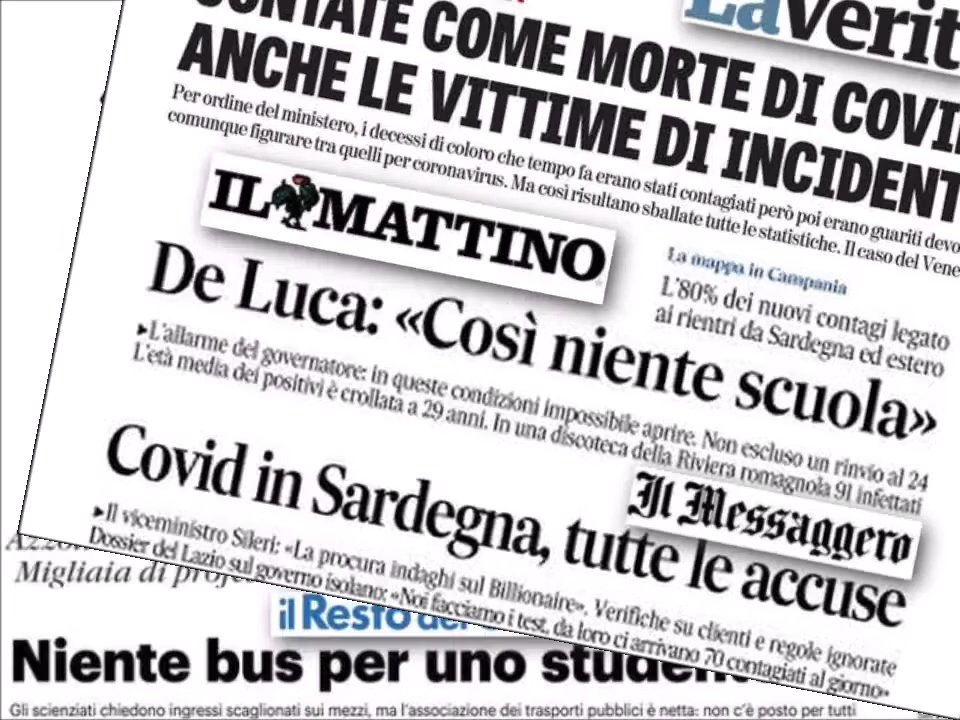 LaVerit
COME MORTE DI COVI
ANCHE LE VITTIME DI INCIDENT
Per ordine del ministero, i decessi di coloro che tempo fa erano stati contagiati però poi erano guariti devo
comunque figurare tra quelli per coronavirus. Ma così risultano sballate tutte le statistiche. Il caso del Vene
IL MATTINO
La mappa in Campania
L'80% dei nuovi contagi legato
ai rientri da Sardegna ed estero
De Luca: «Così niente scuola»
▸L'allarme del governatore: in queste condizioni impossibile aprire. Non escluso un rinvio al 24
L'età media dei positivi è crollata a 29 anni. In una discoteca della Riviera romagnola 91 infettati
Il Messaggero
Covid in Sardegna, tutte le accuse
▸Il viceministro Sileri: «La procura indaghi sul Billionaire». Verifiche su clienti e regole ignorate
Dossier del Lazio sul governo isolano: «Noi facciamo i test, da loro ci arrivano 70 contagiati al giorno»
Migliaia di
il Resto
Niente bus per uno
Gli scienziati chiedono ingressi scaglionati sui mezzi, ma l'associazione dei trasporti pubblici è netta: non c'è posto per tutti